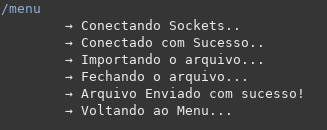 /menu
→ Conectando Sockets..
→ Conectado com Sucesso..
→ Importando o arquivo...
→ Fechando o arquivo...
→ Arquivo Enviado com sucesso!
→ Voltando ao Menu...